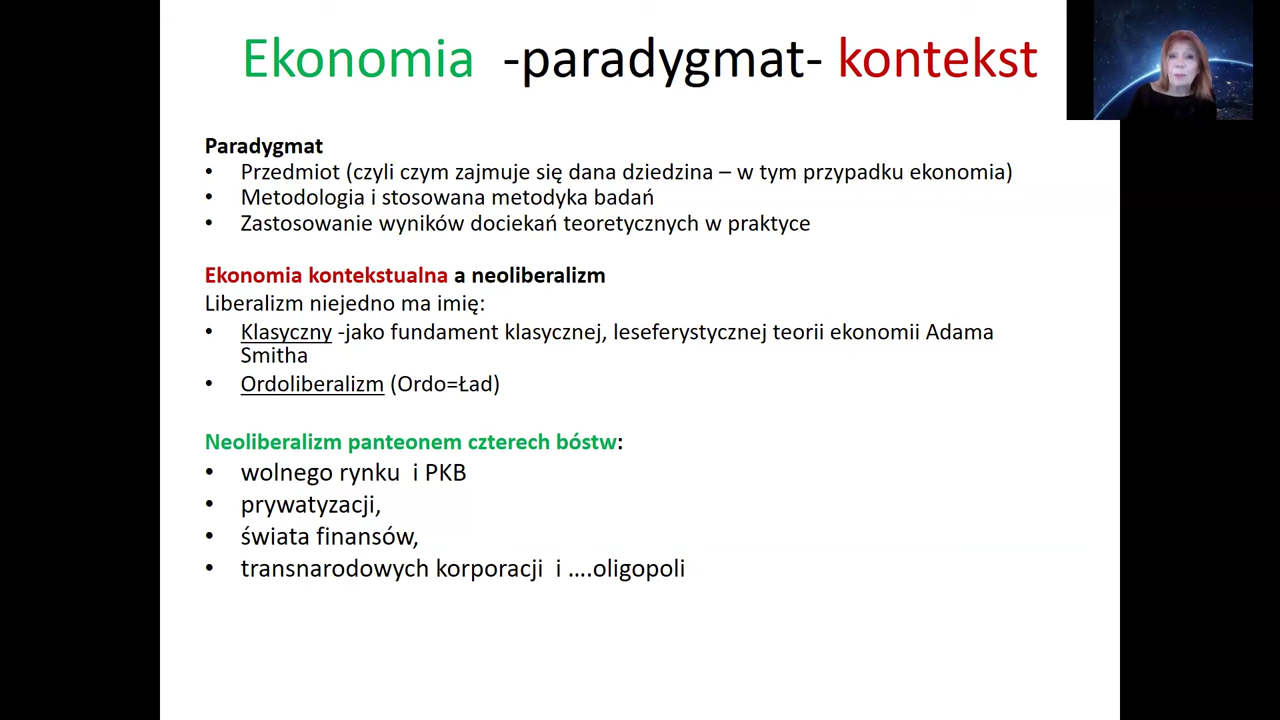 Ekonomia -paradygmat- kontekst
Paradygmat
• Przedmiot (czyli czym zajmuje się dana dziedzina – w tym przypadku ekonomia)
• Metodologia i stosowana metodyka badań
• Zastosowanie wyników dociekań teoretycznych w praktyce
Ekonomia kontekstualna a neoliberalizm
Liberalizm niejedno ma imię:
• Klasyczny -jako fundament klasycznej, leseferystycznej teorii ekonomii Adama
Smitha
• Ordoliberalizm (Ordo=Ład)
Neoliberalizm panteonem czterech bóstw:
• wolnego rynku i PKB
• prywatyzacji,
• świata finansów,
• transnarodowych korporacji i ....oligopoli